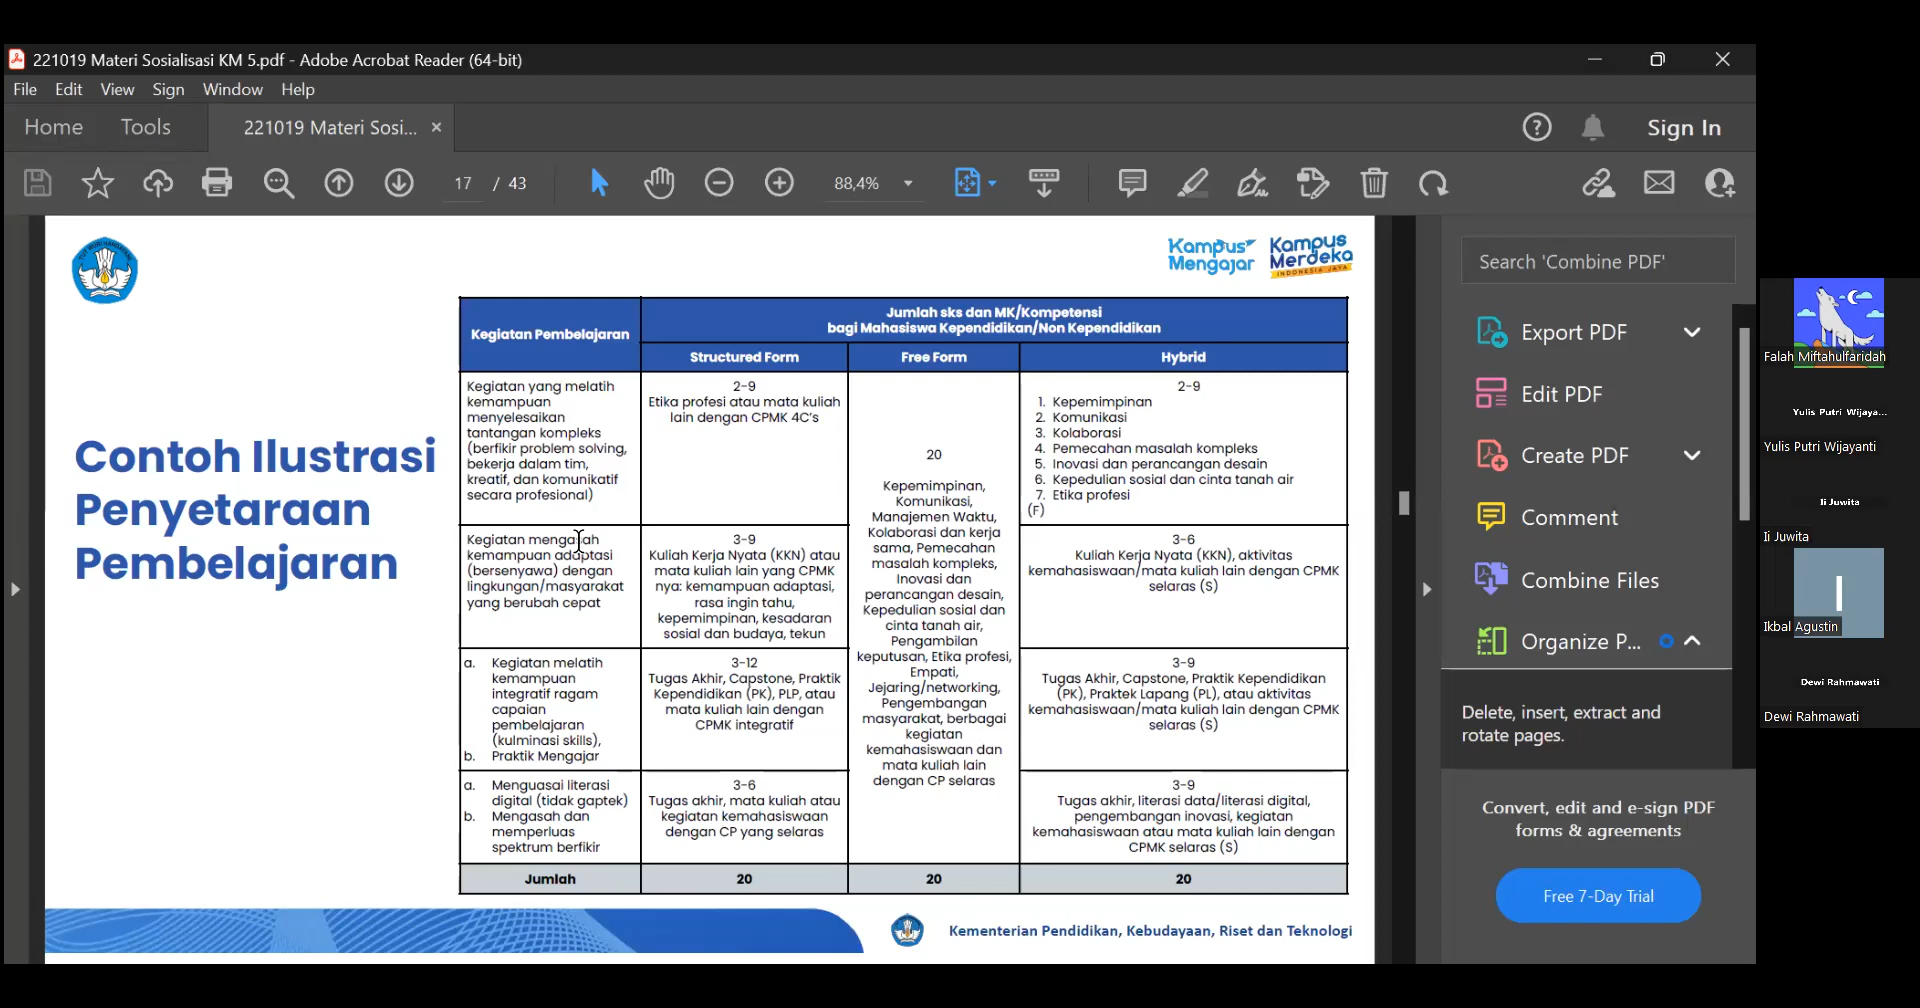 221019 Materi Sosialisasi KM 5.pdf - Adobe Acrobat Reader (64-bit)
File Edit View Sign Window Help
Home Tools 221019 Materi Sosi... × Sign In
17 / 43 88,4%
Kampus Mengajar
Kampus Merdeka
INDONESIA JAYA
Contoh Ilustrasi
Penyetaraan
Pembelajaran
Kegiatan Pembelajaran
Jumlah sks dan MK/Kompetensi
bagi Mahasiswa Kependidikan/Non Kependidikan
Structured Form
Free Form
Hybrid
Kegiatan yang melatih
kemampuan
menyelesaikan
tantangan kompleks
(berfikir problem solving,
bekerja dalam tim,
kreatif, dan komunikatif
secara profesional)
2-9
Etika profesi atau mata kuliah
lain dengan CPMK 4C's
20
Kepemimpinan,
Komunikasi,
Manajemen Waktu,
Kolaborasi dan kerja
sama, Pemecahan
masalah kompleks,
Inovasi dan
perancangan desain,
Kepedulian sosial dan
cinta tanah air,
Pengambilan
keputusan, Etika profesi,
Empati,
Jejaring/networking,
Pengembangan
masyarakat, berbagai
kegiatan
kemahasiswaan dan
mata kuliah lain
dengan CP selaras
2-9
1. Kepemimpinan
2. Komunikasi
3. Kolaborasi
4. Pemecahan masalah kompleks
5. Inovasi dan perancangan desain
6. Kepedulian sosial dan cinta tanah air
7. Etika profesi
(F)
Kegiatan mengasah
kemampuan adaptasi
(bersenyawa) dengan
lingkungan/masyarakat
yang berubah cepat
3-9
Kuliah Kerja Nyata (KKN) atau
mata kuliah lain yang CPMK
nya: kemampuan adaptasi,
rasa ingin tahu,
kepemimpinan, kesadaran
sosial dan budaya, tekun
3-6
Kuliah Kerja Nyata (KKN), aktivitas
kemahasiswaan/mata kuliah lain dengan CPMK
selaras (S)
a. Kegiatan melatih
kemampuan
integratif ragam
capaian
pembelajaran
(kulminasi skills),
b. Praktik Mengajar
3-12
Tugas Akhir, Capstone, Praktik
Kependidikan (PK), PLP, atau
mata kuliah lain dengan
CPMK integratif
3-9
Tugas Akhir, Capstone, Praktik Kependidikan
(PK), Praktek Lapang (PL), atau aktivitas
kemahasiswaan/mata kuliah lain dengan CPMK
selaras (S)
a. Menguasai literasi
digital (tidak gaptek)
b. Mengasah dan
memperluas
spektrum berfikir
3-6
Tugas akhir, mata kuliah atau
kegiatan kemahasiswaan
dengan CP yang selaras
3-9
Tugas akhir, literasi data/literasi digital,
pengembangan inovasi, kegiatan
kemahasiswaan atau mata kuliah lain dengan
CPMK selaras (S)
Jumlah 20 20 20
Kementerian Pendidikan, Kebudayaan, Riset dan Teknologi
Search 'Combine PDF'
Export PDF
Edit PDF
Create PDF
Comment
Combine Files
Organize P...
Delete, insert, extract and
rotate pages.
Convert, edit and e-sign PDF
forms & agreements
Free 7-Day Trial
Falah Miftahulfaridah
Yulis Putri Wijaya...
Yulis Putri Wijayanti
Ii Juwita
Ii Juwita
I
Ikbal Agustin
Dewi Rahmawati
Dewi Rahmawati